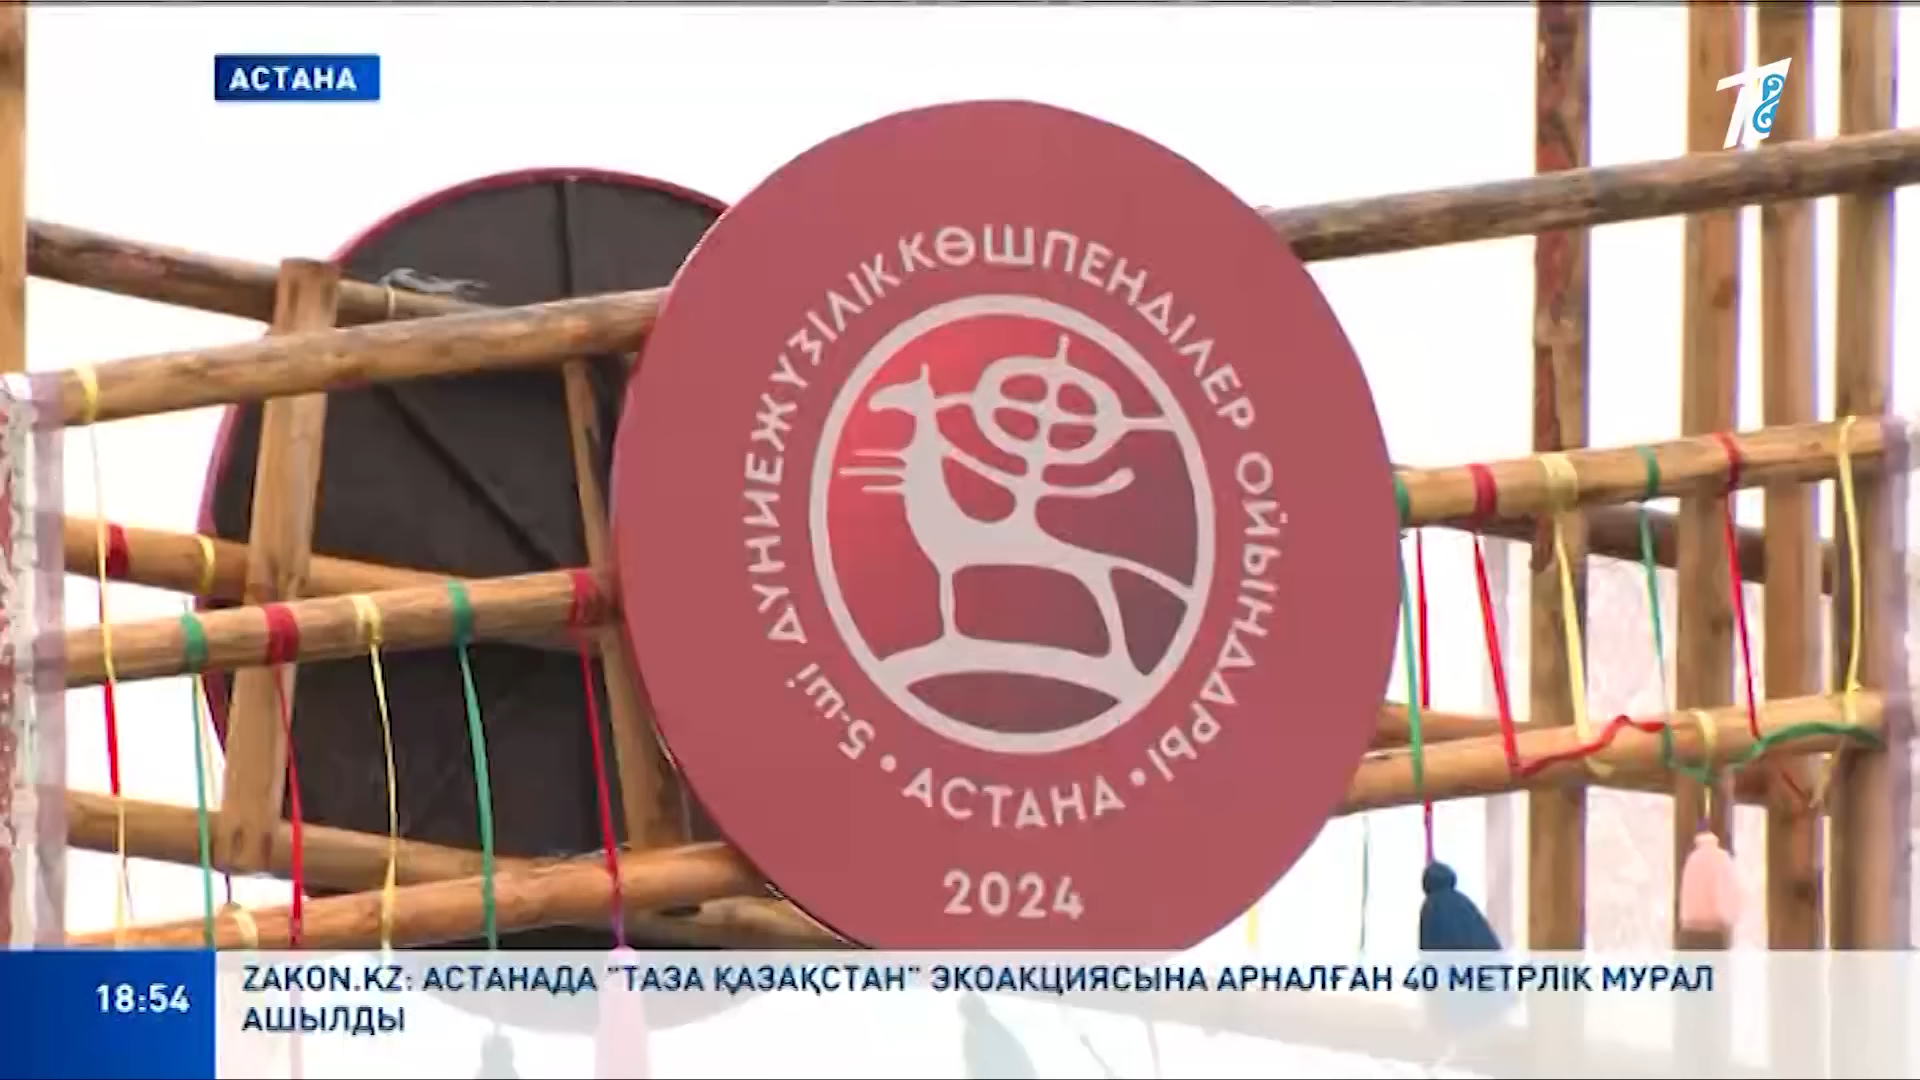 АСТАНА
5-ші ДҮНИЕЖҮЗІЛІК КӨШПЕНДІЛЕР ОЙЫНДАРЫ
• АСТАНА •
2024
18:54
ZAKON.KZ: АСТАНАДА "ТАЗА ҚАЗАҚСТАН" ЭКОАКЦИЯСЫНА АРНАЛҒАН 40 МЕТРЛІК МУРАЛ
АШЫЛДЫ